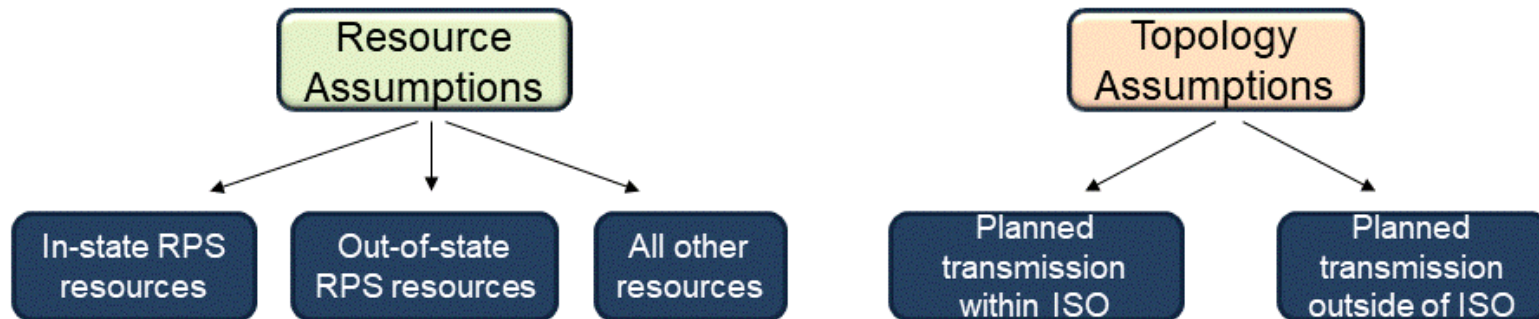 Resource
Assumptions
Topology
Assumptions
In-state RPS
resources
Out-of-state
RPS resources
All other
resources
Planned
transmission
within ISO
Planned
transmission
outside of ISO